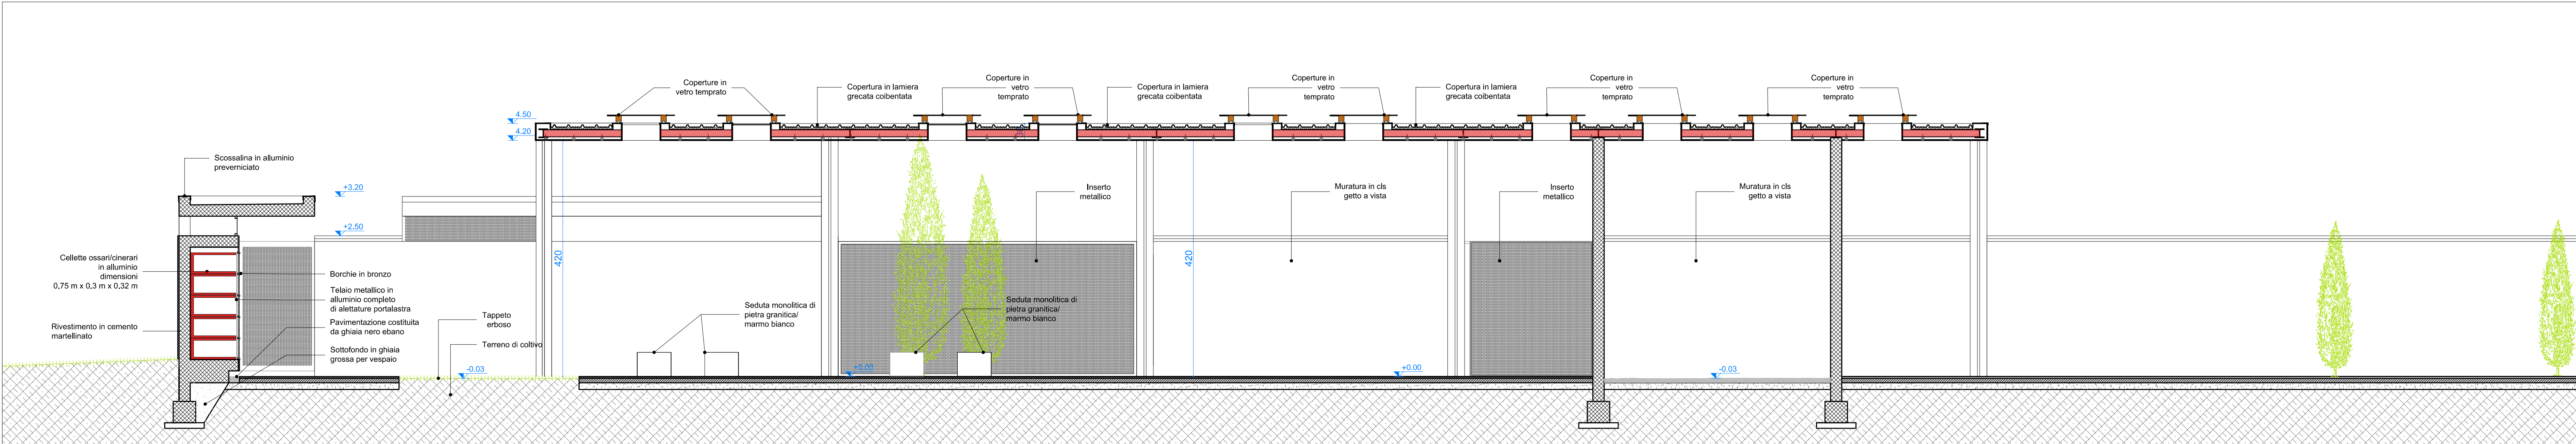 Coperture in
vetro temprato
Copertura in lamiera
grecata coibentata
Coperture in
vetro
temprato
Copertura in lamiera
grecata coibentata
Coperture in
vetro
temprato
Copertura in lamiera
grecata coibentata
Coperture in
vetro
temprato
Coperture in
vetro
temprato
4.50
4.20
30
Scossalina in alluminio
preverniciato
+3.20
+2.50
Inserto
metallico
Muratura in cls
getto a vista
Inserto
metallico
Muratura in cls
getto a vista
420
420
Cellette ossari/cinerari
in alluminio
dimensioni
0,75 m x 0,3 m x 0,32 m
Rivestimento in cemento
martellinato
Borchie in bronzo
Telaio metallico in
alluminio completo
di alettature portalastra
Pavimentazione costituita
da ghiaia nero ebano
Sottofondo in ghiaia
grossa per vespaio
Tappeto
erboso
Terreno di coltivo
Seduta monolitica di
pietra granitica/
marmo bianco
Seduta monolitica di
pietra granitica/
marmo bianco
-0.03
+0.00
+0.00
-0.03